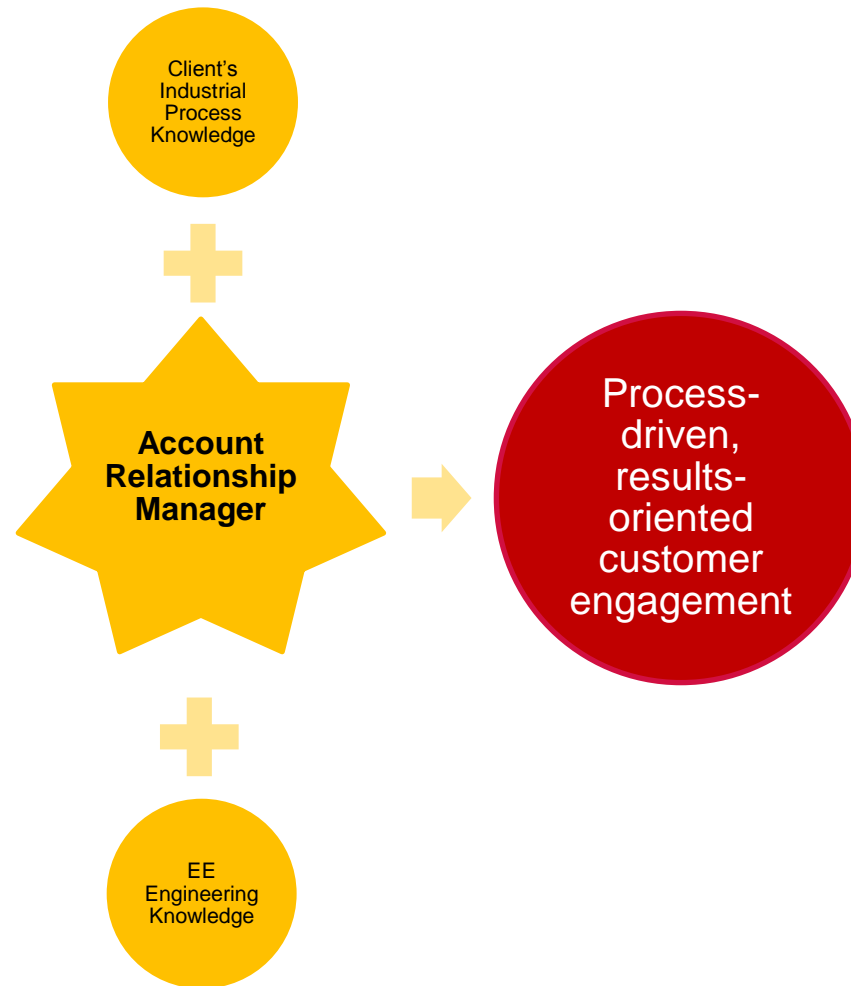 Client’s
Industrial
Process
Knowledge
Account
Relationship
Manager
Process-
driven,
results-
oriented
customer
engagement
EE
Engineering
Knowledge